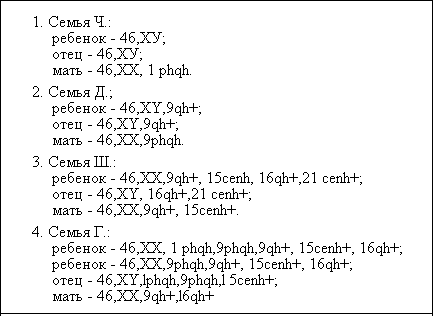 1. Семья Ч.:
ребенок - 46,ХУ;
отец - 46,ХУ;
мать - 46,ХХ, 1 phqh.
2. Семья Д.;
ребенок - 46,XY,9qh+;
отец - 46,XY,9qh+;
мать - 46,XX,9phqh.
3. Семья Ш.:
ребенок - 46,XX,9qh+, 15cenh, 16qh+,21 cenh+;
отец - 46,XY, 16qh+,21 cenh+;
мать - 46,XX,9qh+, 15cenh+.
4. Семья Г.:
ребенок - 46,XX, 1 phqh,9phqh,9qh+, 15cenh+, 16qh+;
ребенок - 46,XX,9phqh,9qh+, 15cenh+, 16qh+;
отец - 46,XY,lphqh,9phqh,l 5cenh+;
мать - 46,XX,9qh+,l6qh+